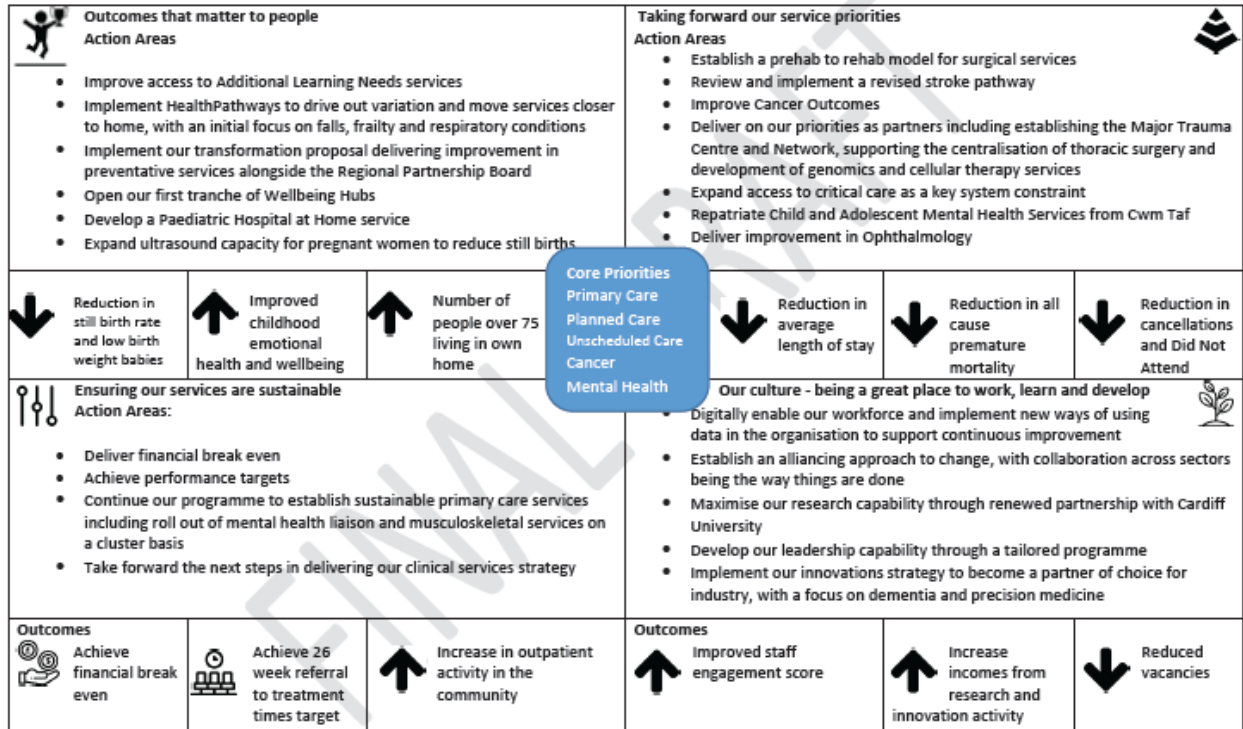 Outcomes that matter to people
Action Areas
• Improve access to Additional Learning Needs services
• Implement HealthPathways to drive out variation and move services closer
to home, with an initial focus on falls, frailty and respiratory conditions
• Implement our transformation proposal delivering improvement in
preventative services alongside the Regional Partnership Board
• Open our first tranche of Wellbeing Hubs
• Develop a Paediatric Hospital at Home service
• Expand ultrasound capacity for pregnant women to reduce still births
Taking forward our service priorities
Action Areas
• Establish a prehab to rehab model for surgical services
• Review and implement a revised stroke pathway
• Improve Cancer Outcomes
• Deliver on our priorities as partners including establishing the Major Trauma
Centre and Network, supporting the centralisation of thoracic surgery and
development of genomics and cellular therapy services
• Expand access to critical care as a key system constraint
• Repatriate Child and Adolescent Mental Health Services from Cwm Taf
• Deliver improvement in Ophthalmology
Reduction in
still birth rate
and low birth
weight babies
Improved
childhood
emotional
health and wellbeing
Number of
people over 75
living in own
home
Core Priorities
Primary Care
Planned Care
Unscheduled Care
Cancer
Mental Health
Reduction in
average
length of stay
Reduction in all
cause
premature
mortality
Reduction in
cancellations
and Did Not
Attend
Ensuring our services are sustainable
Action Areas:
• Deliver financial break even
• Achieve performance targets
• Continue our programme to establish sustainable primary care services
including roll out of mental health liaison and musculoskeletal services on
a cluster basis
• Take forward the next steps in delivering our clinical services strategy
Our culture - being a great place to work, learn and develop
• Digitally enable our workforce and implement new ways of using
data in the organisation to support continuous improvement
• Establish an alliancing approach to change, with collaboration across sectors
being the way things are done
• Maximise our research capability through renewed partnership with Cardiff
University
• Develop our leadership capability through a tailored programme
• Implement our innovations strategy to become a partner of choice for
industry, with a focus on dementia and precision medicine
Outcomes
Achieve
financial break
even
Achieve 26
week referral
to treatment
times target
Increase in outpatient
activity in the
community
Outcomes
Improved staff
engagement score
Increase
incomes from
research and
innovation activity
Reduced
vacancies
FINAL DRAFT